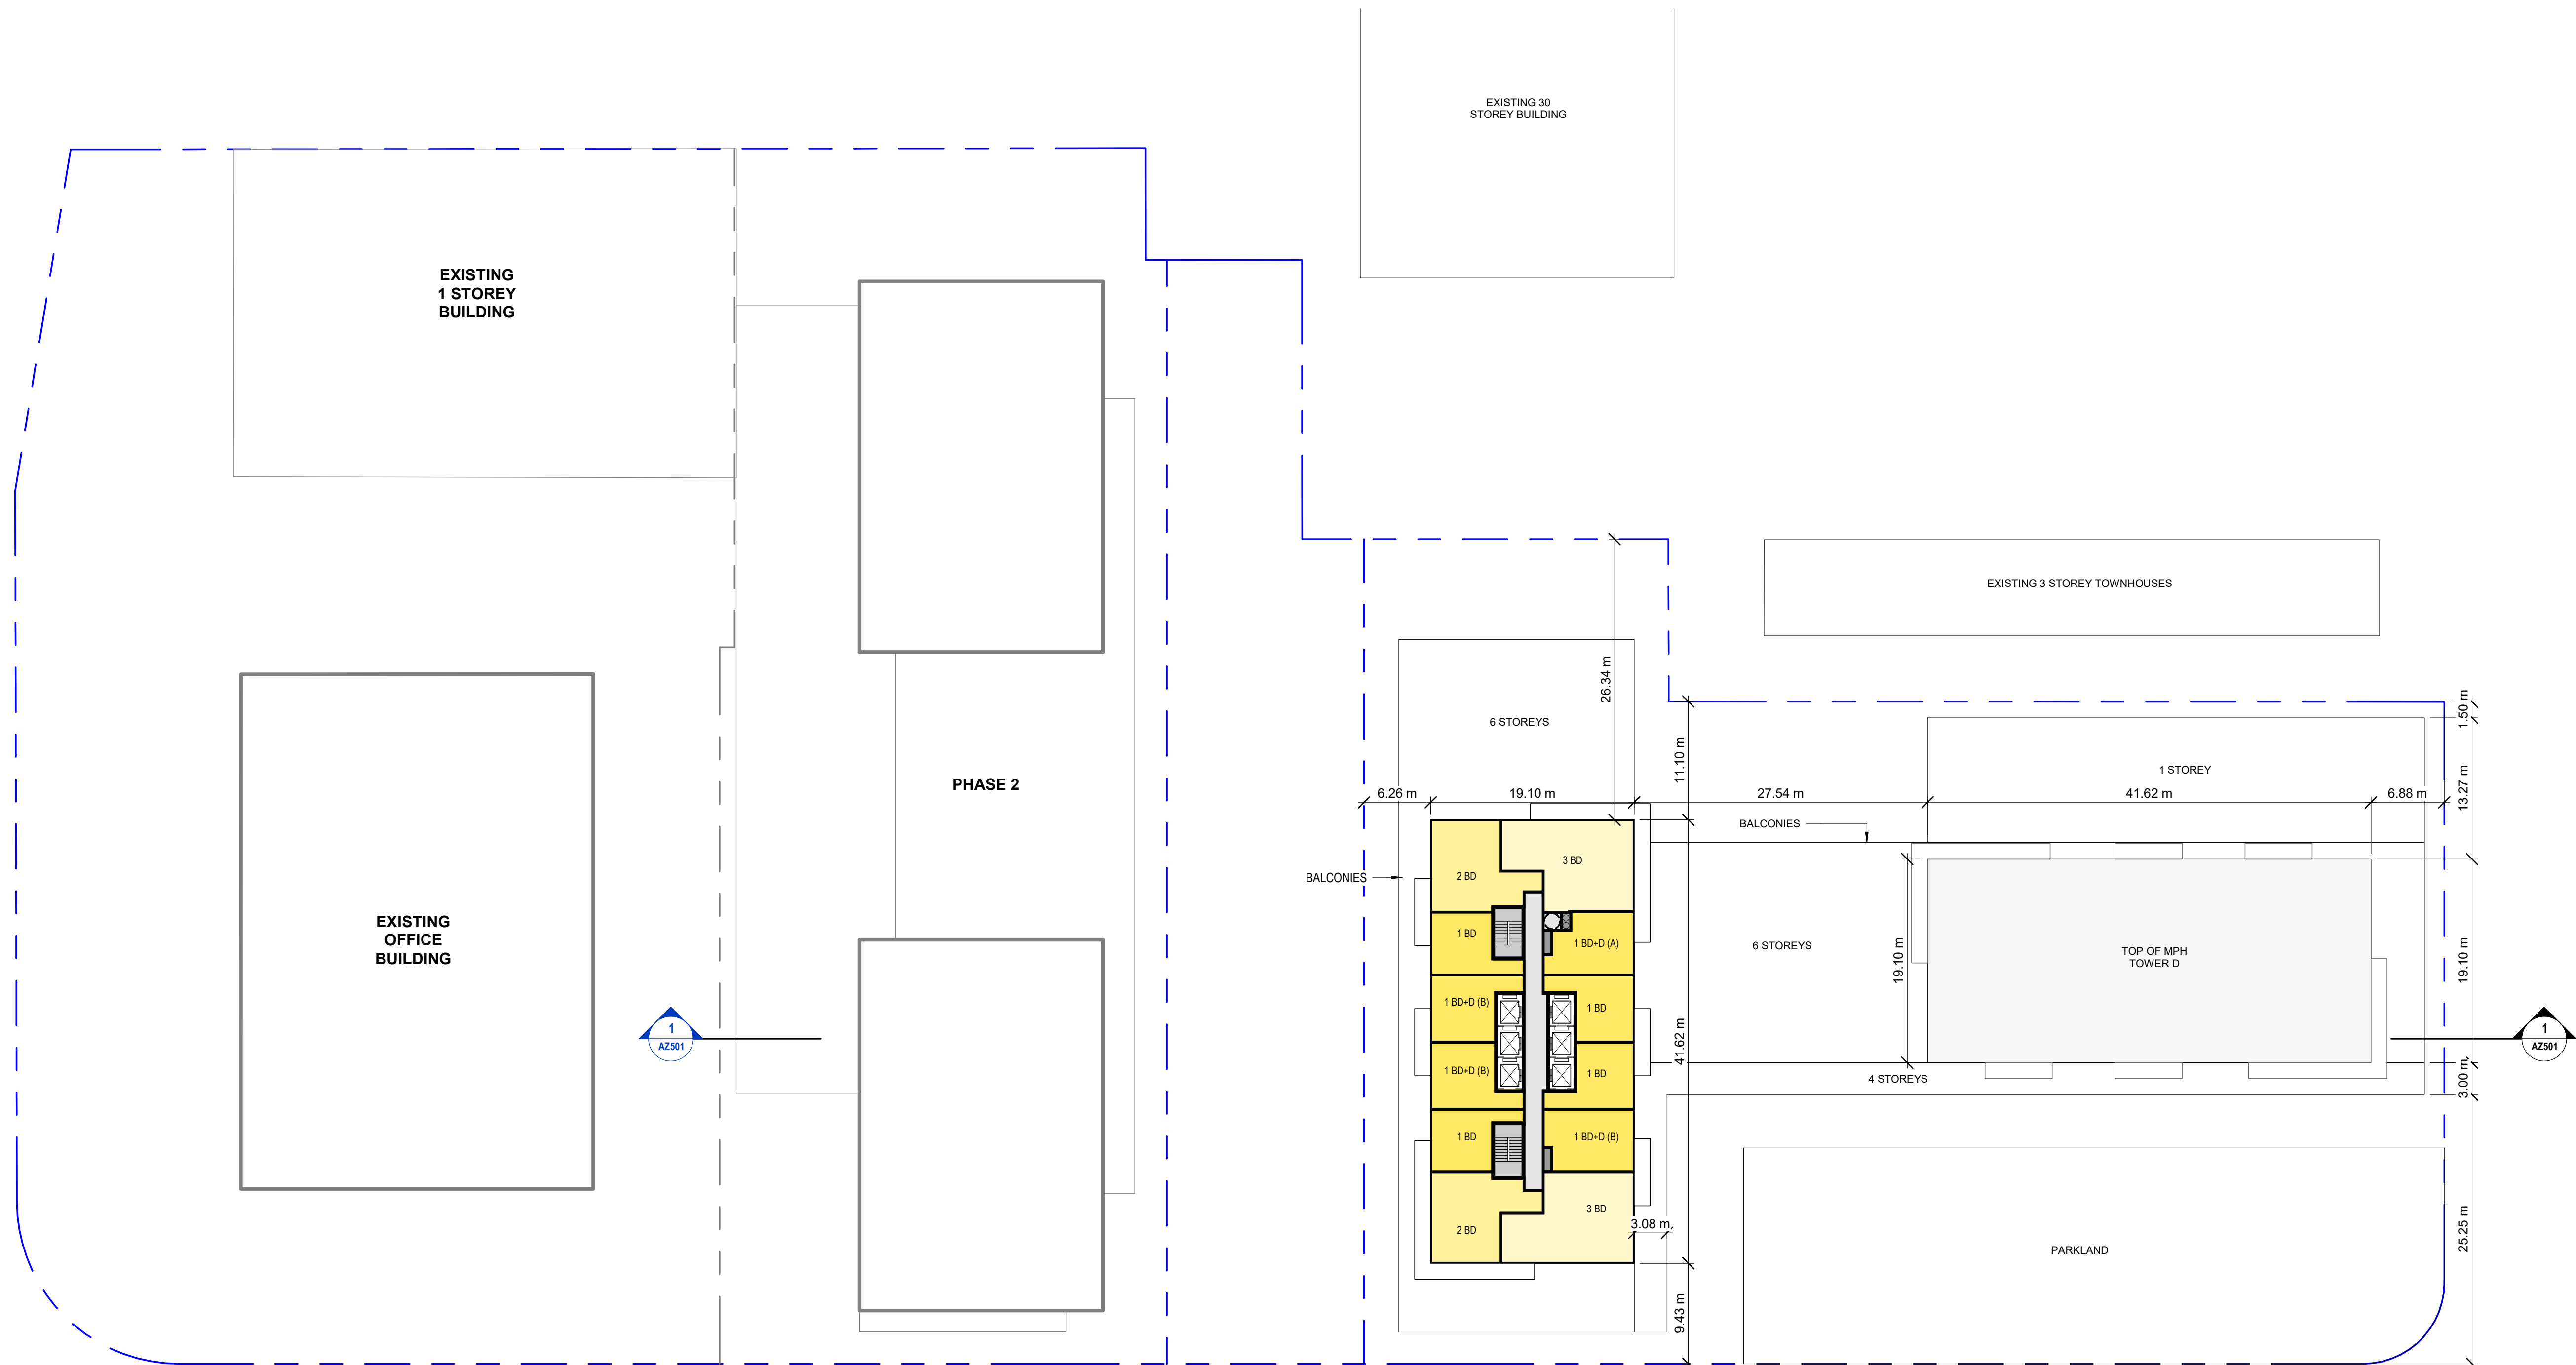 EXISTING 30
STOREY BUILDING
EXISTING
1 STOREY
BUILDING
EXISTING 3 STOREY TOWNHOUSES
26.34 m
6 STOREYS
11.10 m
1.50 m
1 STOREY
13.27 m
PHASE 2
6.26 m
19.10 m
27.54 m
41.62 m
6.88 m
BALCONIES
BALCONIES
3 BD
2 BD
EXISTING
OFFICE
BUILDING
1 BD
1 BD+D (A)
6 STOREYS
19.10 m
TOP OF MPH
TOWER D
19.10 m
1 BD+D (B)
1 BD
1
AZ501
41.62 m
1
AZ501
1 BD+D (B)
1 BD
4 STOREYS
3.00 m
1 BD
1 BD+D (B)
3 BD
2 BD
3.08 m
PARKLAND
25.25 m
9.43 m